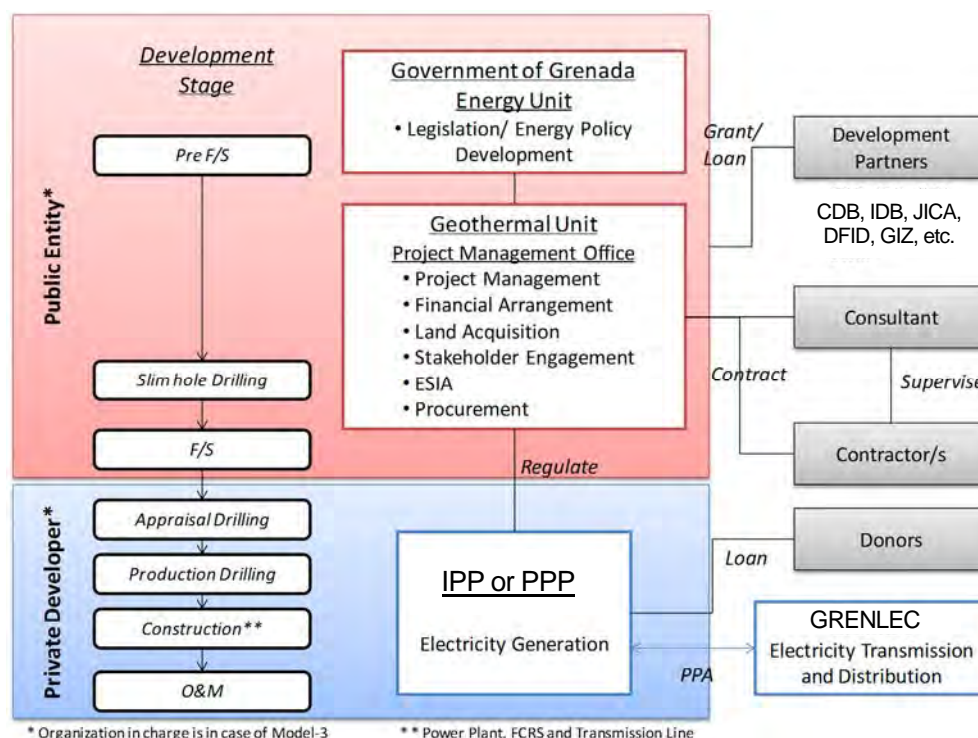 Development
Stage
Public Entity*
Pre F/S
Slim hole Drilling
F/S
Government of Grenada
Energy Unit
• Legislation/ Energy Policy
Development
Geothermal Unit
Project Management Office
• Project Management
• Financial Arrangement
• Land Acquisition
• Stakeholder Engagement
• ESIA
• Procurement
Grant/
Loan
Development
Partners
CDB, IDB, JICA,
DFID, GIZ, etc.
Consultant
Contract
Supervise
Contractor/s
Regulate
Private Developer*
Appraisal Drilling
Production Drilling
Construction**
O&M
IPP or PPP
Electricity Generation
Loan
Donors
PPA
GRENLEC
Electricity Transmission
and Distribution
* Organization in charge is in case of Model-3
** Power Plant, FCRS and Transmission Line